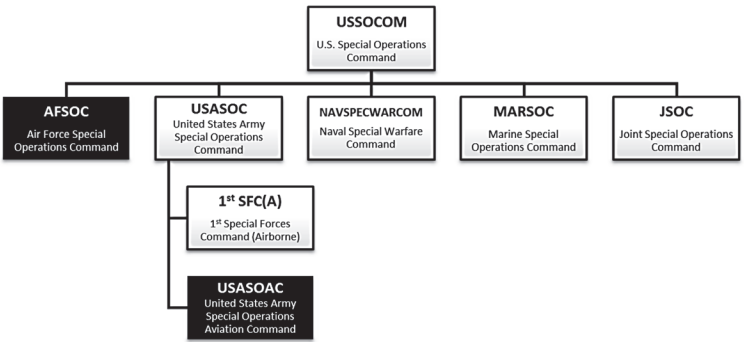 USSOCOM
U.S. Special Operations
Command
AFSOC
Air Force Special
Operations Command
USASOC
United States Army
Special Operations
Command
NAVSPECWARCOM
Naval Special Warfare
Command
MARSOC
Marine Special
Operations Command
JSOC
Joint Special Operations
Command
1st SFC(A)
1st Special Forces
Command (Airborne)
USASOAC
United States Army
Special Operations
Aviation Command